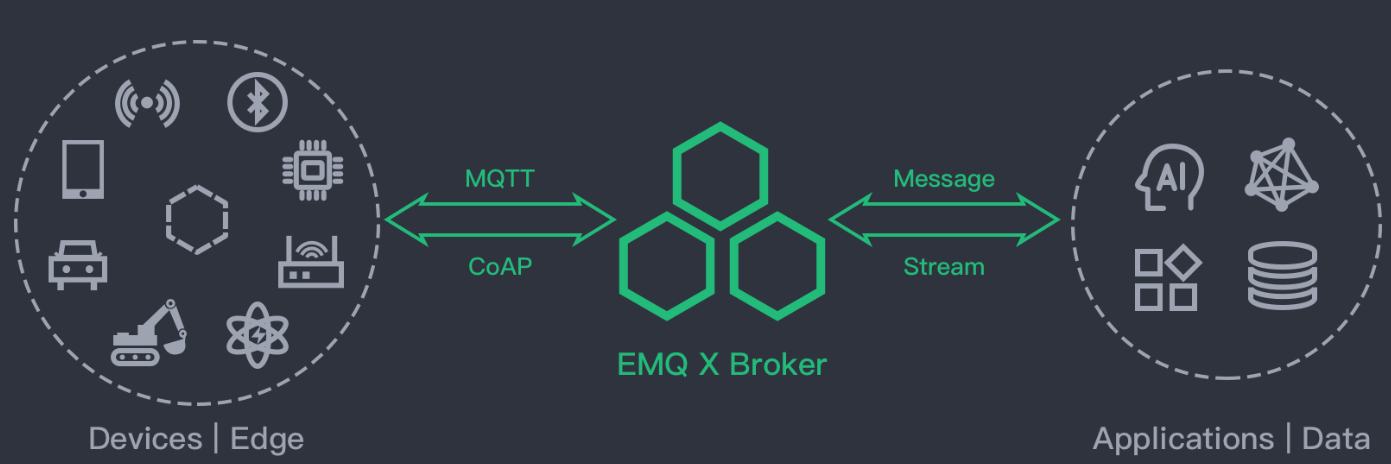 AI
MQTT
CoAP
Message
Stream
EMQ X Broker
Devices | Edge
Applications | Data